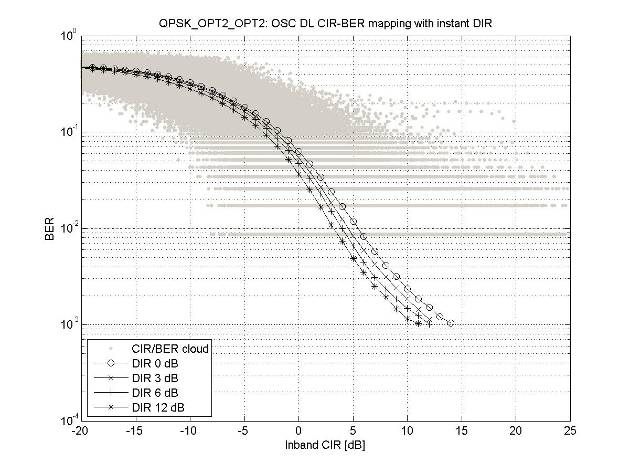 QPSK_OPT2_OPT2: OSC DL CIR-BER mapping with instant DIR
10^0
10^-1
10^-2
10^-3
10^-4
BER
CIR/BER cloud
DIR 0 dB
DIR 3 dB
DIR 6 dB
DIR 12 dB
-20 -15 -10 -5 0 5 10 15 20 25
Inband CIR [dB]